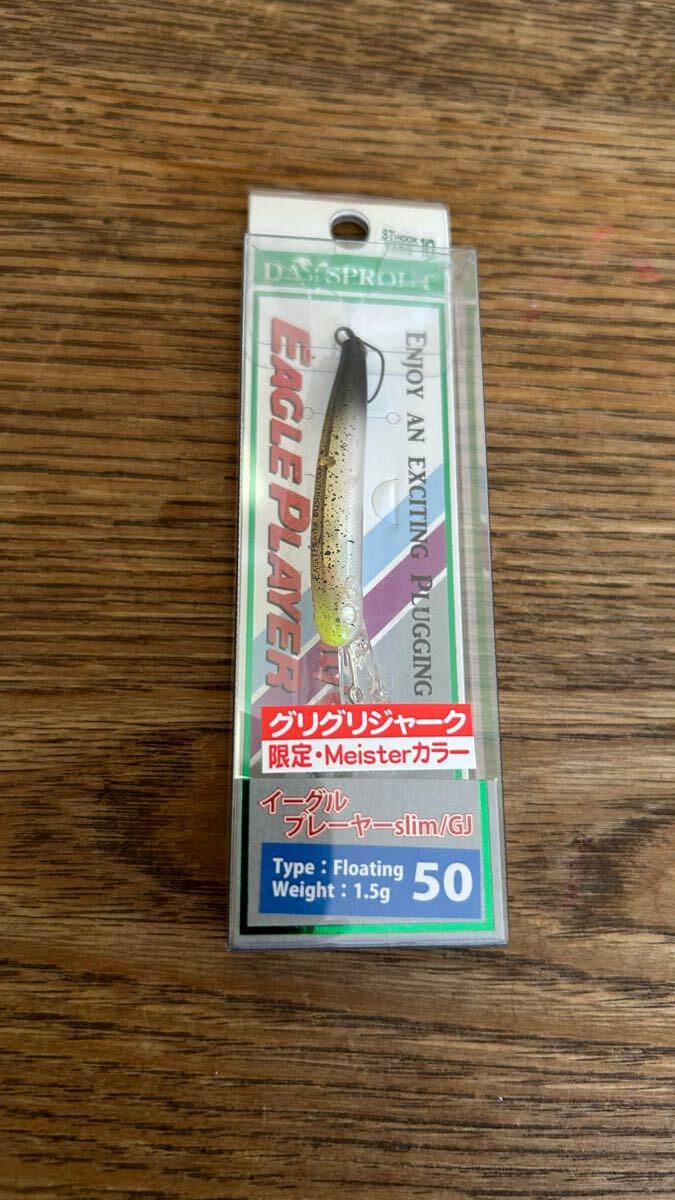 ST HOOK
10
DAYSPROUT
ENJOY AN EXCITING PLUGGING
EAGLE PLAYER
グリグリジャーク
限定・Meisterカラー
イーグル
プレーヤーslim/GJ
Type：Floating
Weight：1.5g
50